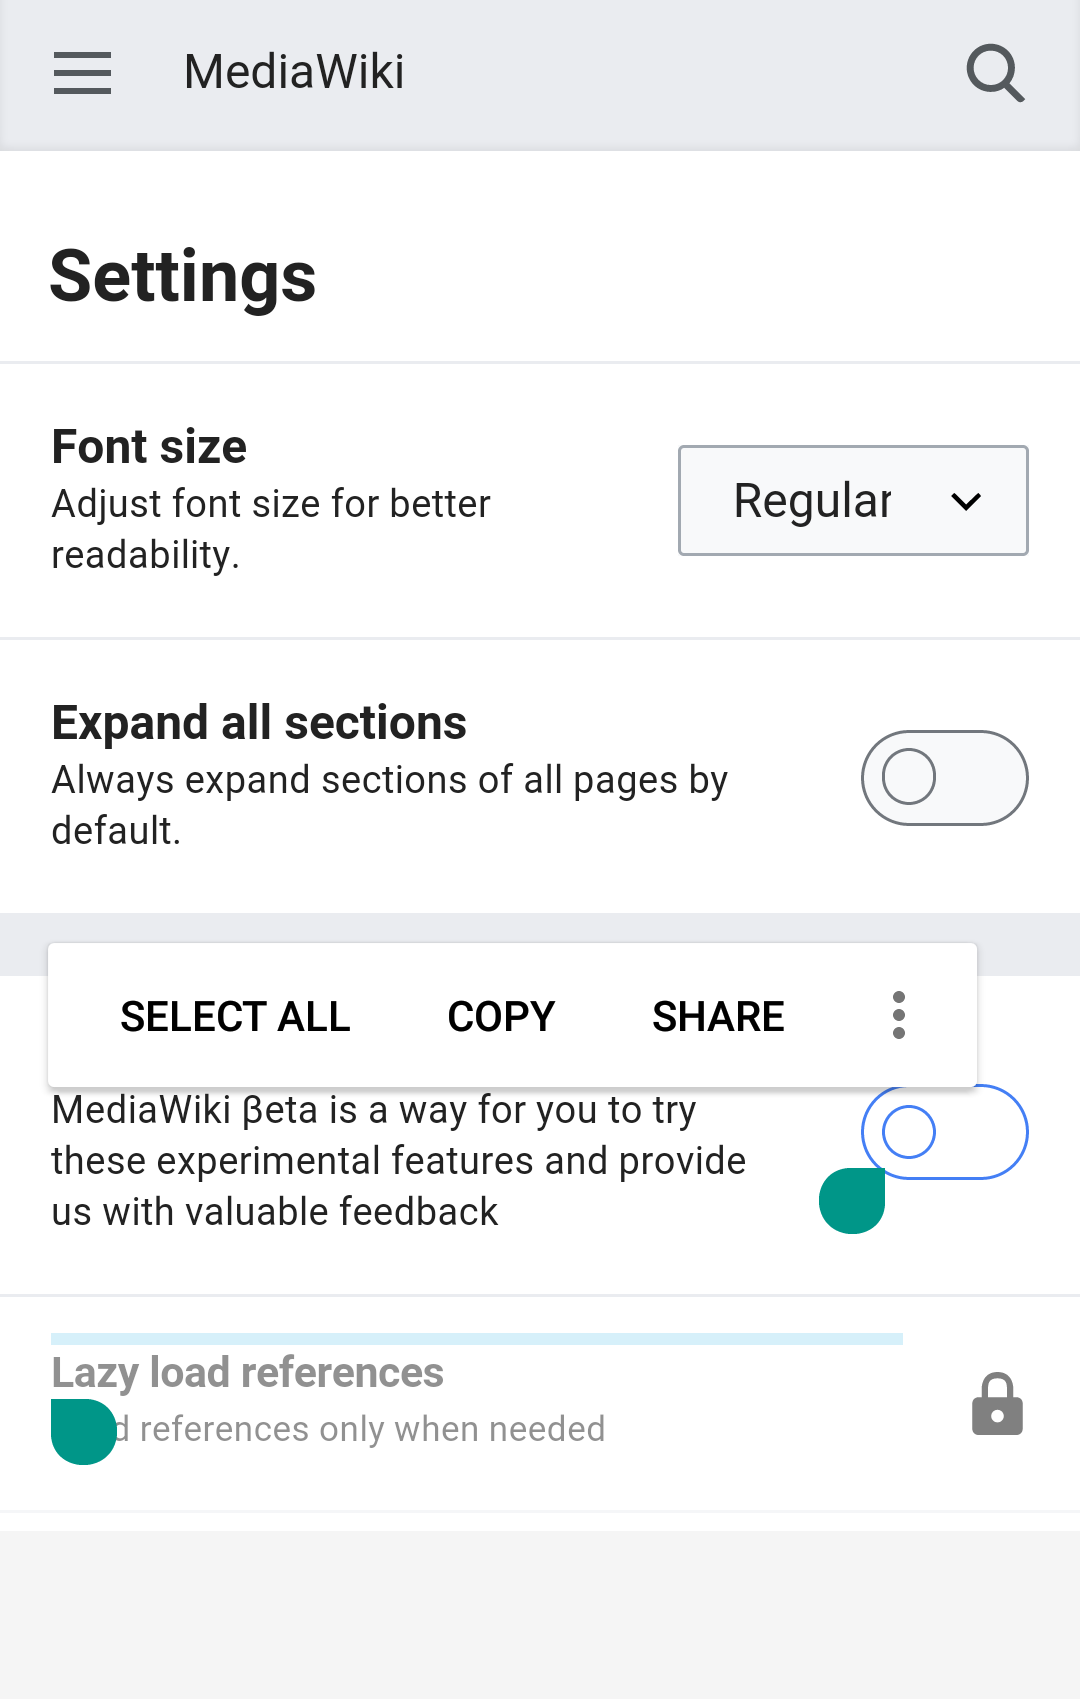 MediaWiki
Settings
Font size
Adjust font size for better
readability.
Regular
Expand all sections
Always expand sections of all pages by
default.
SELECT ALL COPY SHARE
MediaWiki βeta is a way for you to try
these experimental features and provide
us with valuable feedback
Lazy load references
references only when needed